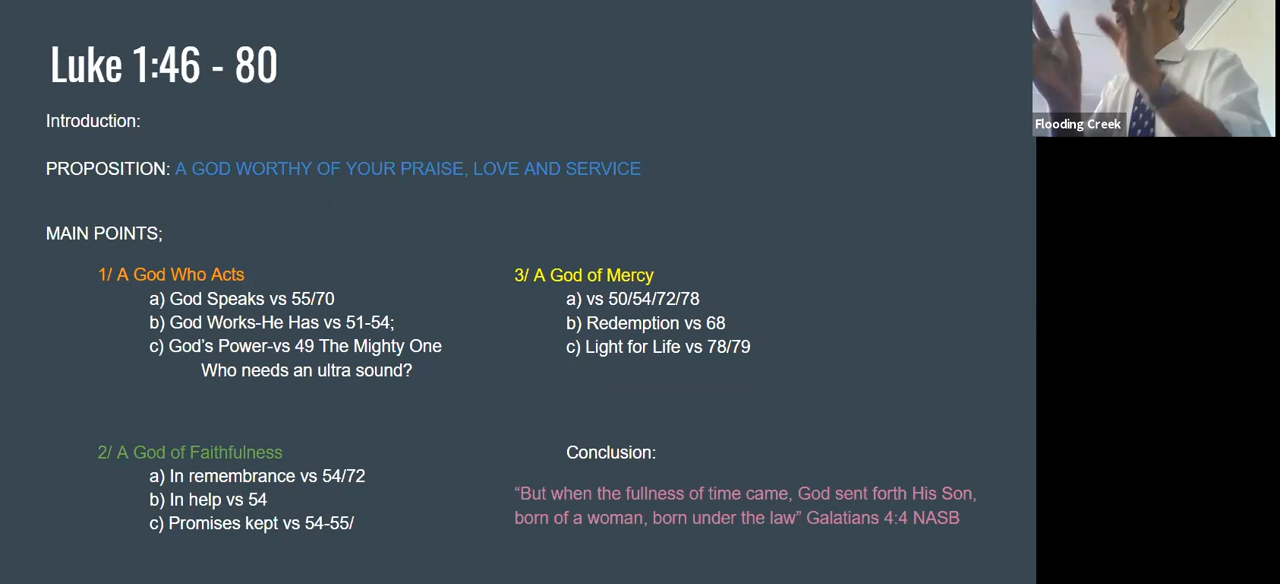 Luke 1:46 - 80
Introduction:
PROPOSITION: A GOD WORTHY OF YOUR PRAISE, LOVE AND SERVICE
MAIN POINTS;
1/ A God Who Acts
a) God Speaks vs 55/70
b) God Works-He Has vs 51-54;
c) God’s Power-vs 49 The Mighty One
Who needs an ultra sound?
2/ A God of Faithfulness
a) In remembrance vs 54/72
b) In help vs 54
c) Promises kept vs 54-55/
3/ A God of Mercy
a) vs 50/54/72/78
b) Redemption vs 68
c) Light for Life vs 78/79
Conclusion:
“But when the fullness of time came, God sent forth His Son,
born of a woman, born under the law” Galatians 4:4 NASB
Flooding Creek